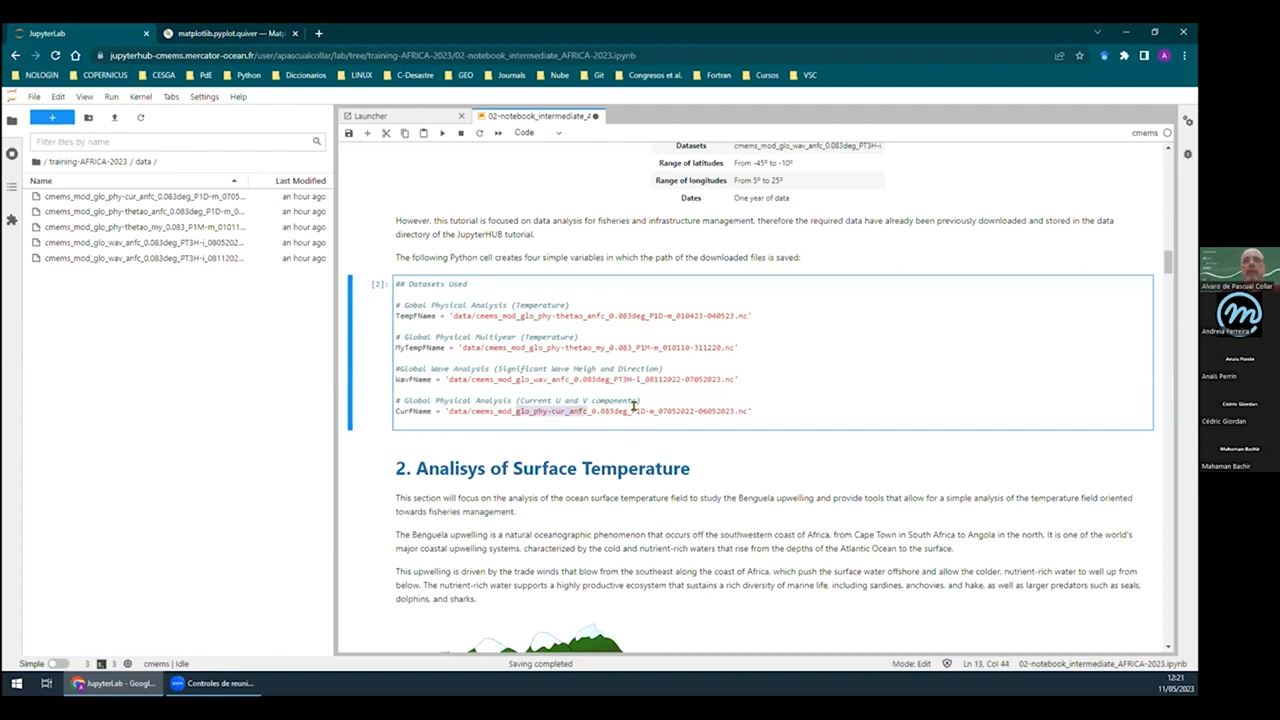 JupyterLab
matplotlib.pyplot.quiver — Mat
jupyterhub-cmems.mercator-ocean.fr/user/apascualcollar/lab/tree/training-AFRICA-2023/02-notebook_intermediate_AFRICA-2023.ipynb
A
NOLOGIN COPERNICUS CESGA PdE Python Diccionarios LINUX C-Desastre GEO Journals Nube Git Congresos et al. Fortran Cursos VSC
File Edit View Run Kernel Tabs Settings Help
Launcher
02-notebook_intermediate_A
Code
cmems
Filter files by name
/ training-AFRICA-2023 / data /
Name Last Modified
cmems_mod_glo_phy-cur_anfc_0.083deg_P1D-m_0705... an hour ago
cmems_mod_glo_phy-thetao_anfc_0.083deg_P1D-m_0... an hour ago
cmems_mod_glo_phy-thetao_my_0.083_P1M-m_01011... an hour ago
cmems_mod_glo_wav_anfc_0.083deg_PT3H-i_0805202... an hour ago
cmems_mod_glo_wav_anfc_0.083deg_PT3H-i_0811202... an hour ago
Datasets cmems_mod_glo_wav_anfc_0.083deg_PT3H-i
Range of latitudes From -45º to -10º
Range of longitudes From 5º to 25º
Dates One year of data
However, this tutorial is focused on data analysis for fisheries and infrastructure management, therefore the required data have already been previously downloaded and stored in the data
directory of the JupyterHUB tutorial.
The following Python cell creates four simple variables in which the path of the downloaded files is saved:
[2]: ## Datasets Used
# Gobal Physical Analysis (Temperature)
TempFName = 'data/cmems_mod_glo_phy-thetao_anfc_0.083deg_P1D-m_010423-040523.nc'
# Global Physical Multiyear (Temperature)
MyTempFName = 'data/cmems_mod_glo_phy-thetao_my_0.083_P1M-m_010110-311220.nc'
#Global Wave Analysis (Significant Wave Heigh and Direction)
WavFName = 'data/cmems_mod_glo_wav_anfc_0.083deg_PT3H-i_08112022-07052023.nc'
# Global Physical Analysis (Current U and V components)
CurFName = 'data/cmems_mod_glo_phy-cur_anfc_0.083deg_P1D-m_07052022-06052023.nc'
2. Analisys of Surface Temperature
This section will focus on the analysis of the ocean surface temperature field to study the Benguela upwelling and provide tools that allow for a simple analysis of the temperature field oriented
towards fisheries management.
The Benguela upwelling is a natural oceanographic phenomenon that occurs off the southwestern coast of Africa, from Cape Town in South Africa to Angola in the north. It is one of the world's
major coastal upwelling systems, characterized by the cold and nutrient-rich waters that rise from the depths of the Atlantic Ocean to the surface.
This upwelling is driven by the trade winds that blow from the southeast along the coast of Africa, which push the surface water offshore and allow the colder, nutrient-rich water to well up from
below. The nutrient-rich water supports a highly productive ecosystem that sustains a rich diversity of marine life, including sardines, anchovies, and hake, as well as larger predators such as seals,
dolphins, and sharks.
Simple 3 3 cmems | Idle Saving completed Mode: Edit Ln 13, Col 44 02-notebook_intermediate_AFRICA-2023.ipynb
JupyterLab - Googl...
Controles de reuni...
12:21
11/05/2023
Alvaro de Pascual Collar
Andreia Ferreira
Anaïs Perrin
Anaïs Perrin
Cédric Giordan
Cédric Giordan
Mahaman Bachir
Mahaman Bachir